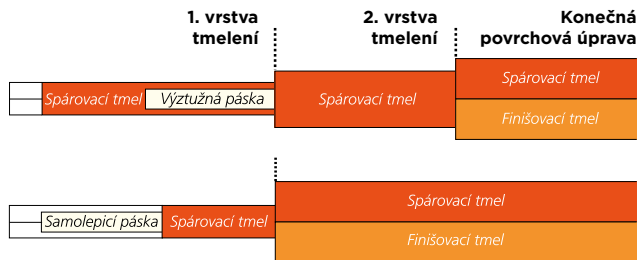 1. vrstva
tmelení
2. vrstva
tmelení
Konečná
povrchová úprava
Spárovací tmel
Výztužná páska
Spárovací tmel
Spárovací tmel
Finišovací tmel
Samolepicí páska
Spárovací tmel
Spárovací tmel
Finišovací tmel